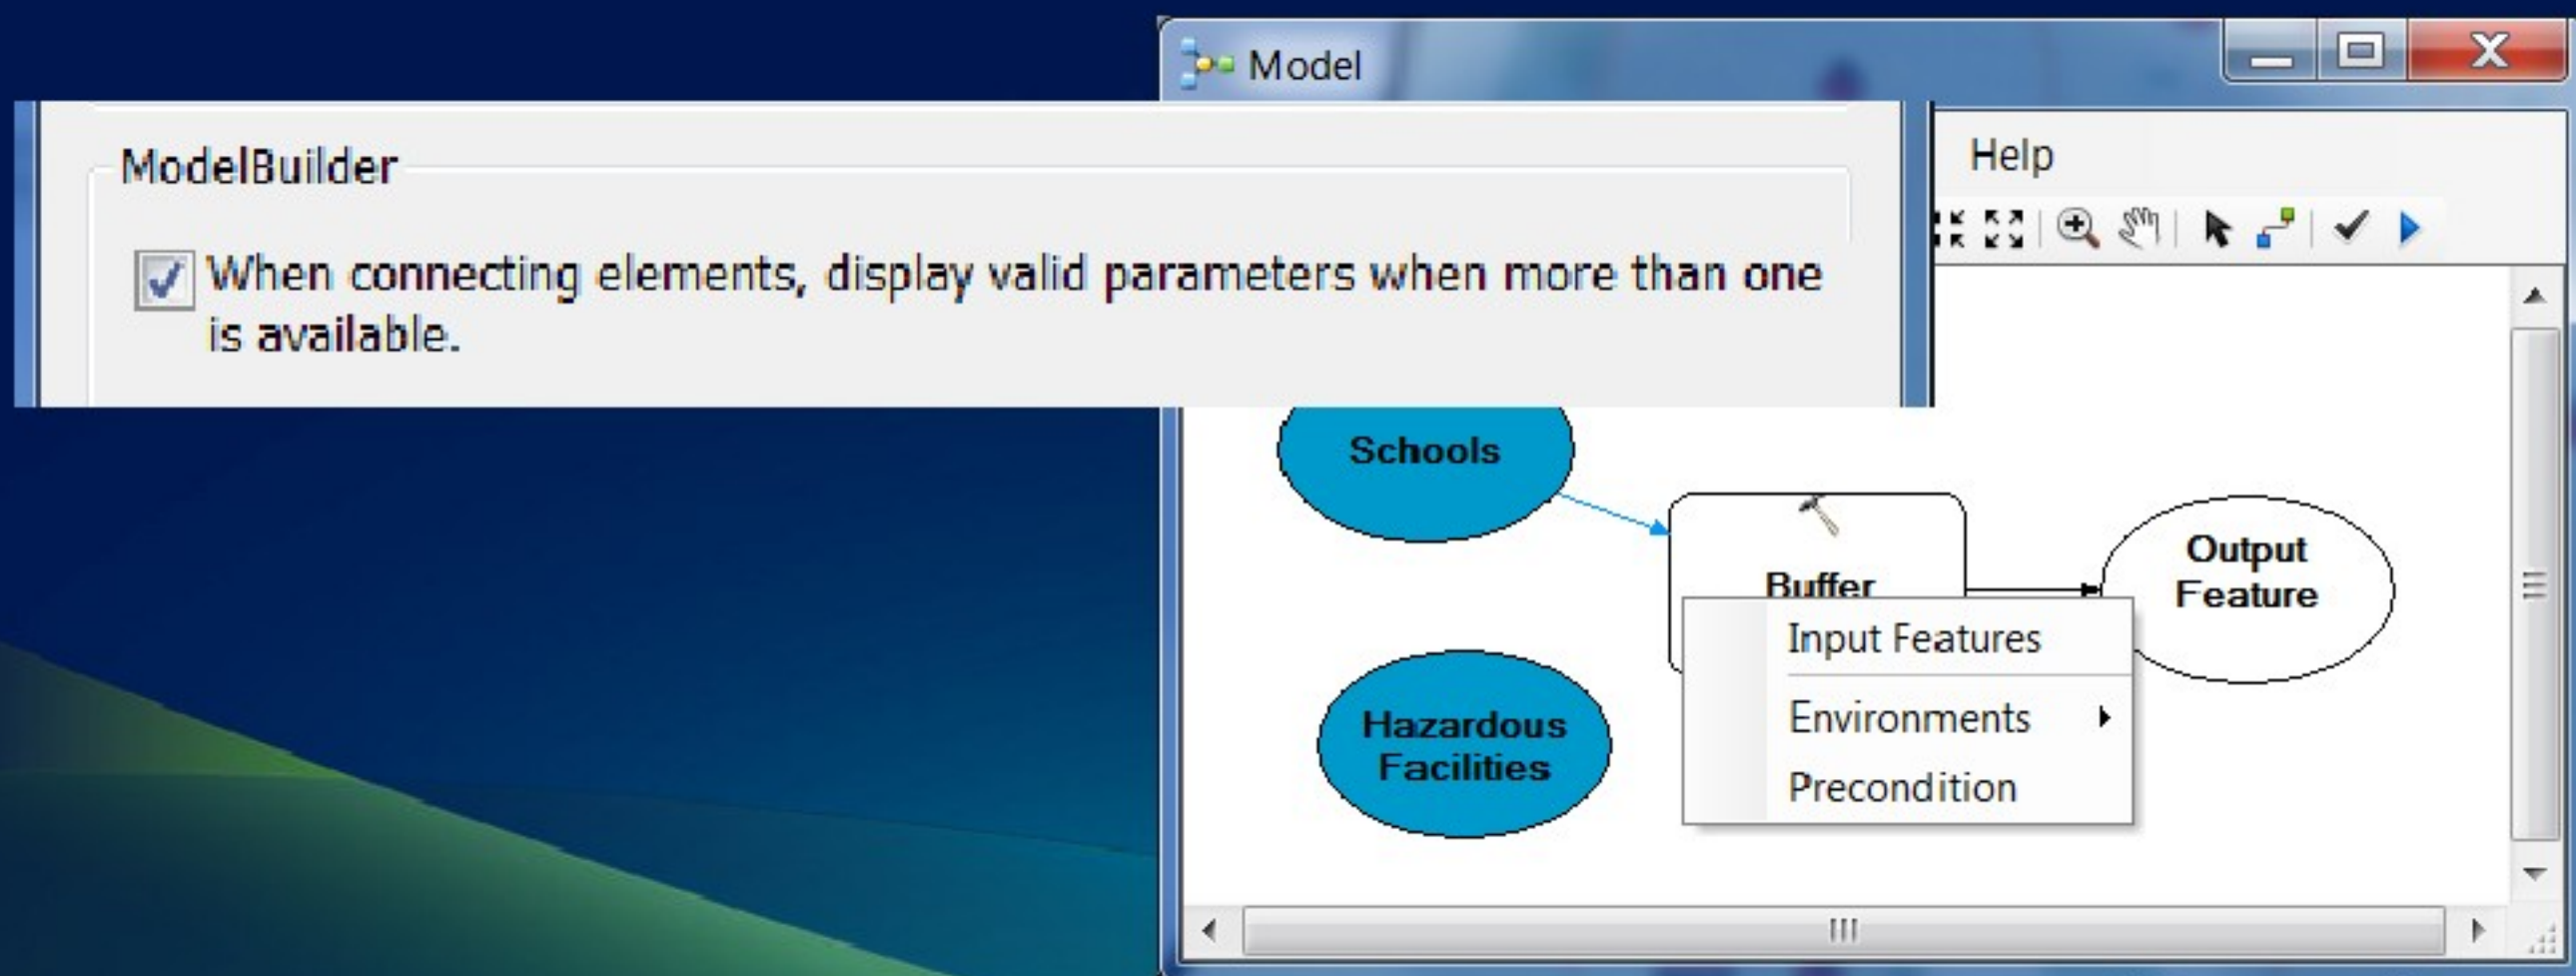 Model
ModelBuilder
When connecting elements, display valid parameters when more than one
is available.
Help
Schools
Buffer
Output
Feature
Input Features
Environments
Precondition
Hazardous
Facilities